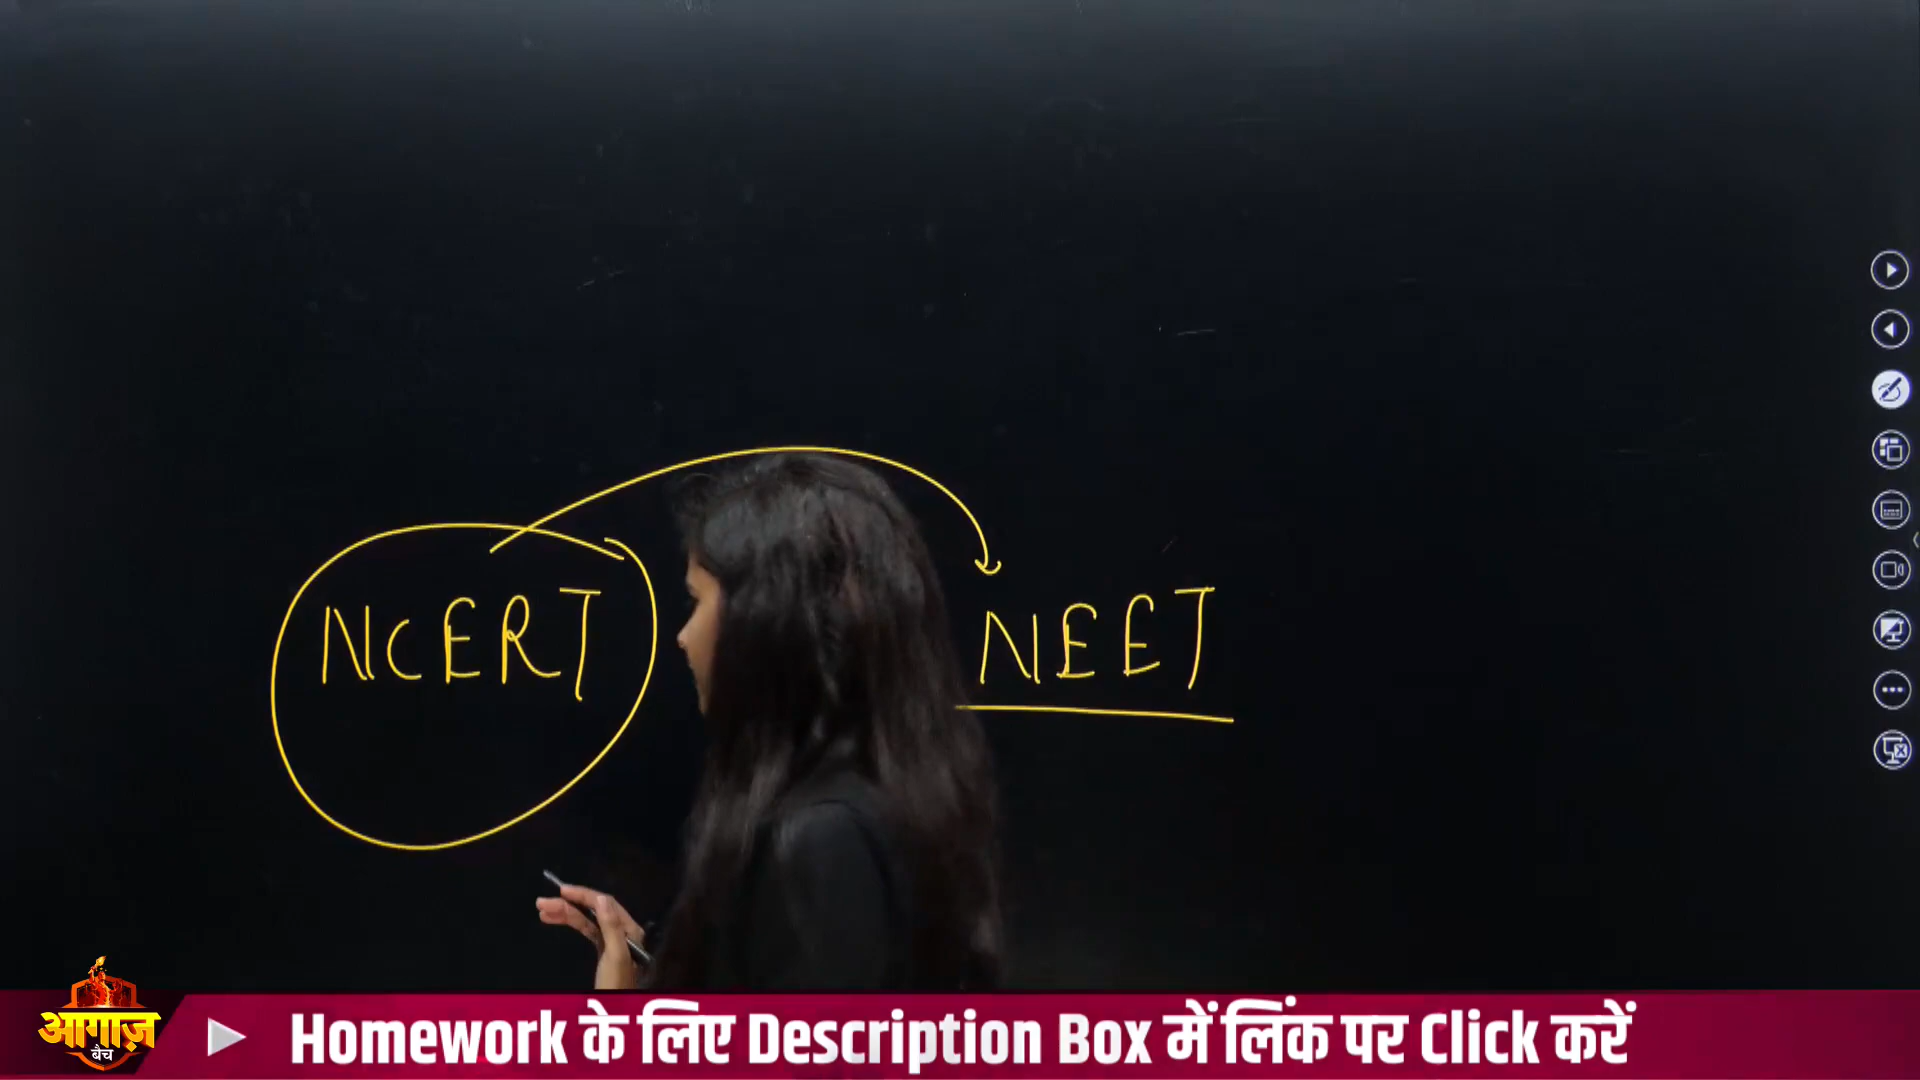 NCERT NEET
आगाज़
बैच
Homework के लिए Description Box में लिंक पर Click करें